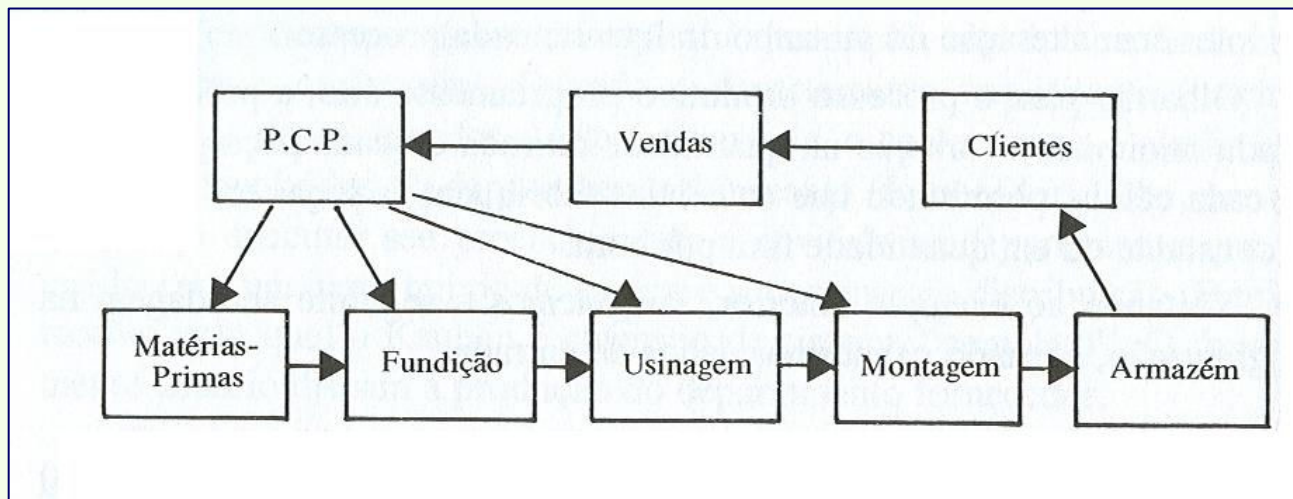 P.C.P.
Vendas
Clientes
Matérias-
Primas
Fundição
Usinagem
Montagem
Armazém